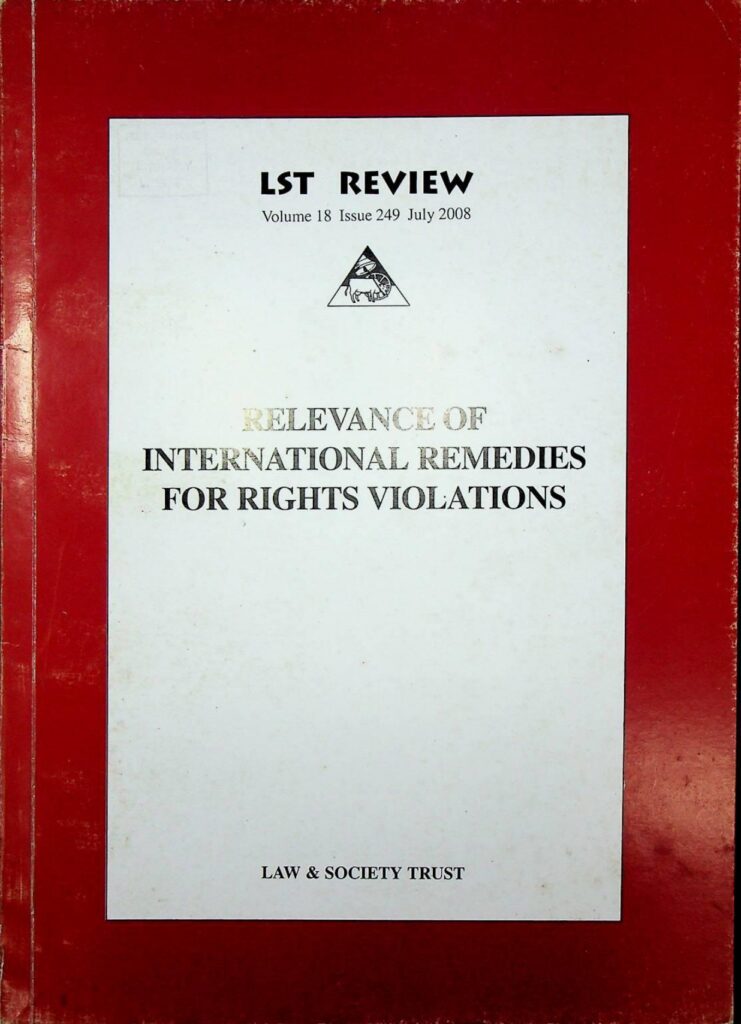 LST REVIEW
Volume 18 Issue 249 July 2008
RELEVANCE OF
INTERNATIONAL REMEDIES
FOR RIGHTS VIOLATIONS
LAW & SOCIETY TRUST